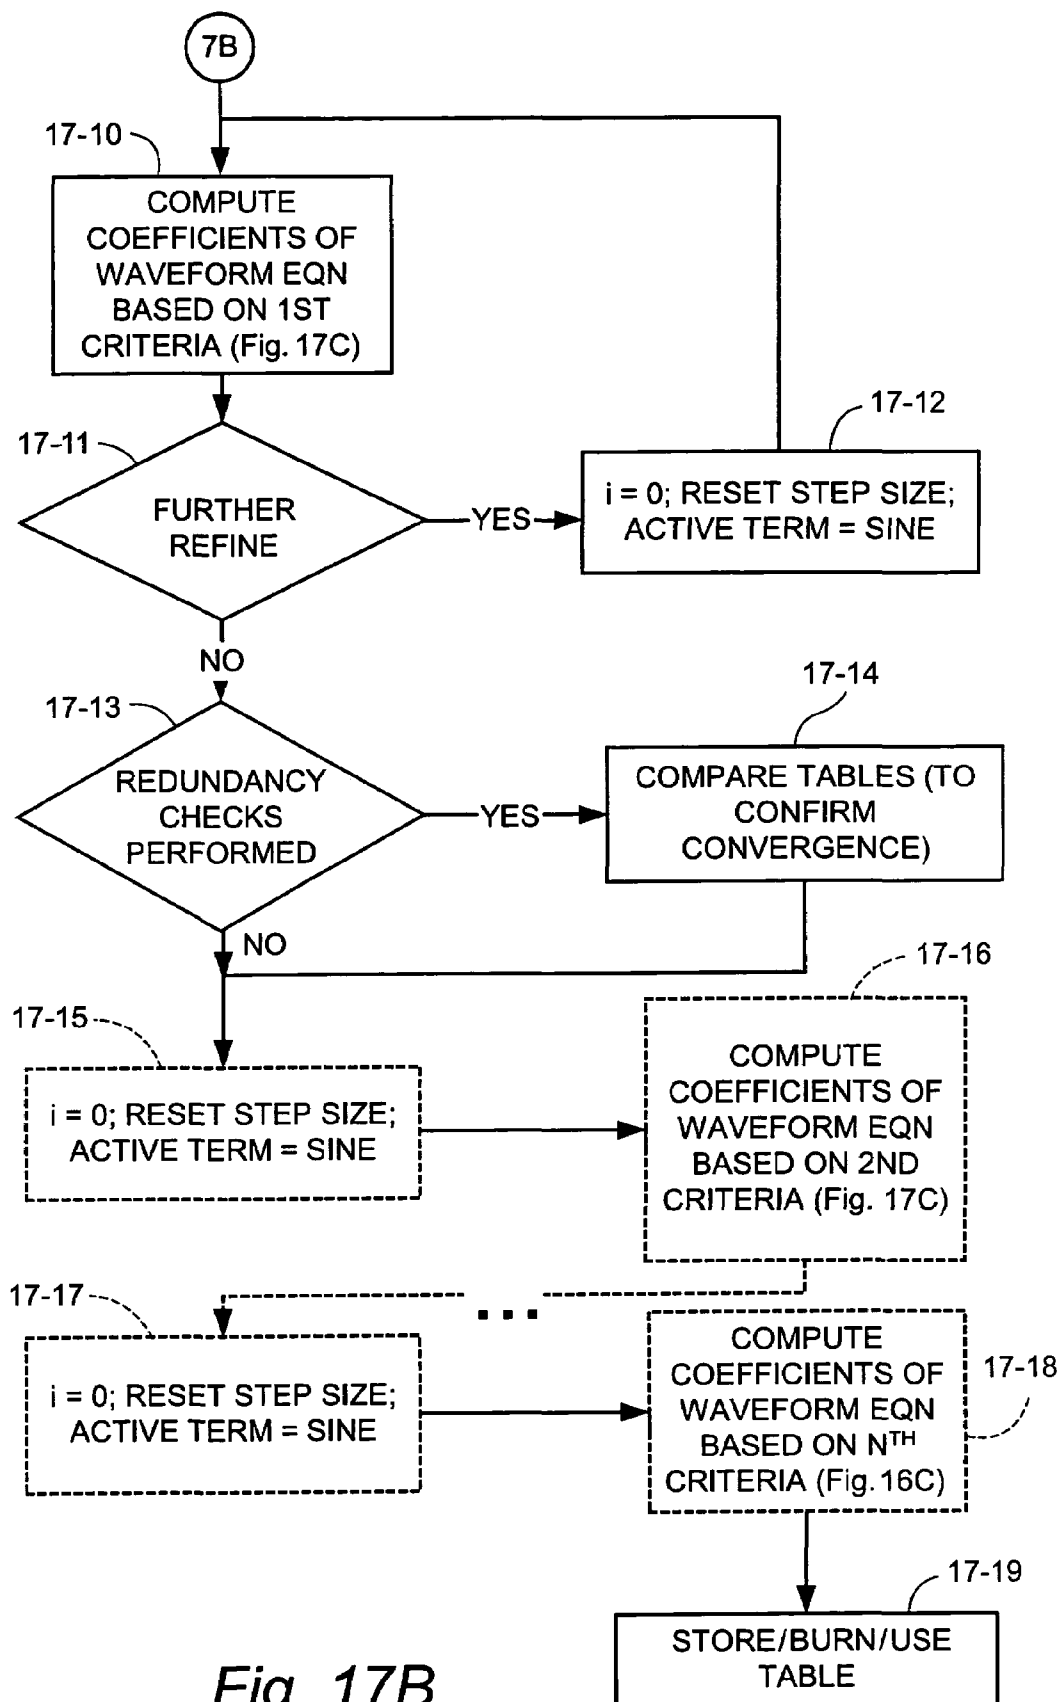 7B
17-10
COMPUTE
COEFFICIENTS OF
WAVEFORM EQN
BASED ON 1ST
CRITERIA (Fig. 17C)
17-11
FURTHER
REFINE
YES
17-12
i = 0; RESET STEP SIZE;
ACTIVE TERM = SINE
NO
17-13
REDUNDANCY
CHECKS
PERFORMED
YES
17-14
COMPARE TABLES (TO
CONFIRM
CONVERGENCE)
NO
17-15
i = 0; RESET STEP SIZE;
ACTIVE TERM = SINE
17-16
COMPUTE
COEFFICIENTS OF
WAVEFORM EQN
BASED ON 2ND
CRITERIA (Fig. 17C)
17-17
i = 0; RESET STEP SIZE;
ACTIVE TERM = SINE
...
COMPUTE
COEFFICIENTS OF
WAVEFORM EQN
BASED ON NTH
CRITERIA (Fig. 16C)
17-18
17-19
STORE/BURN/USE
TABLE
Fig. 17B